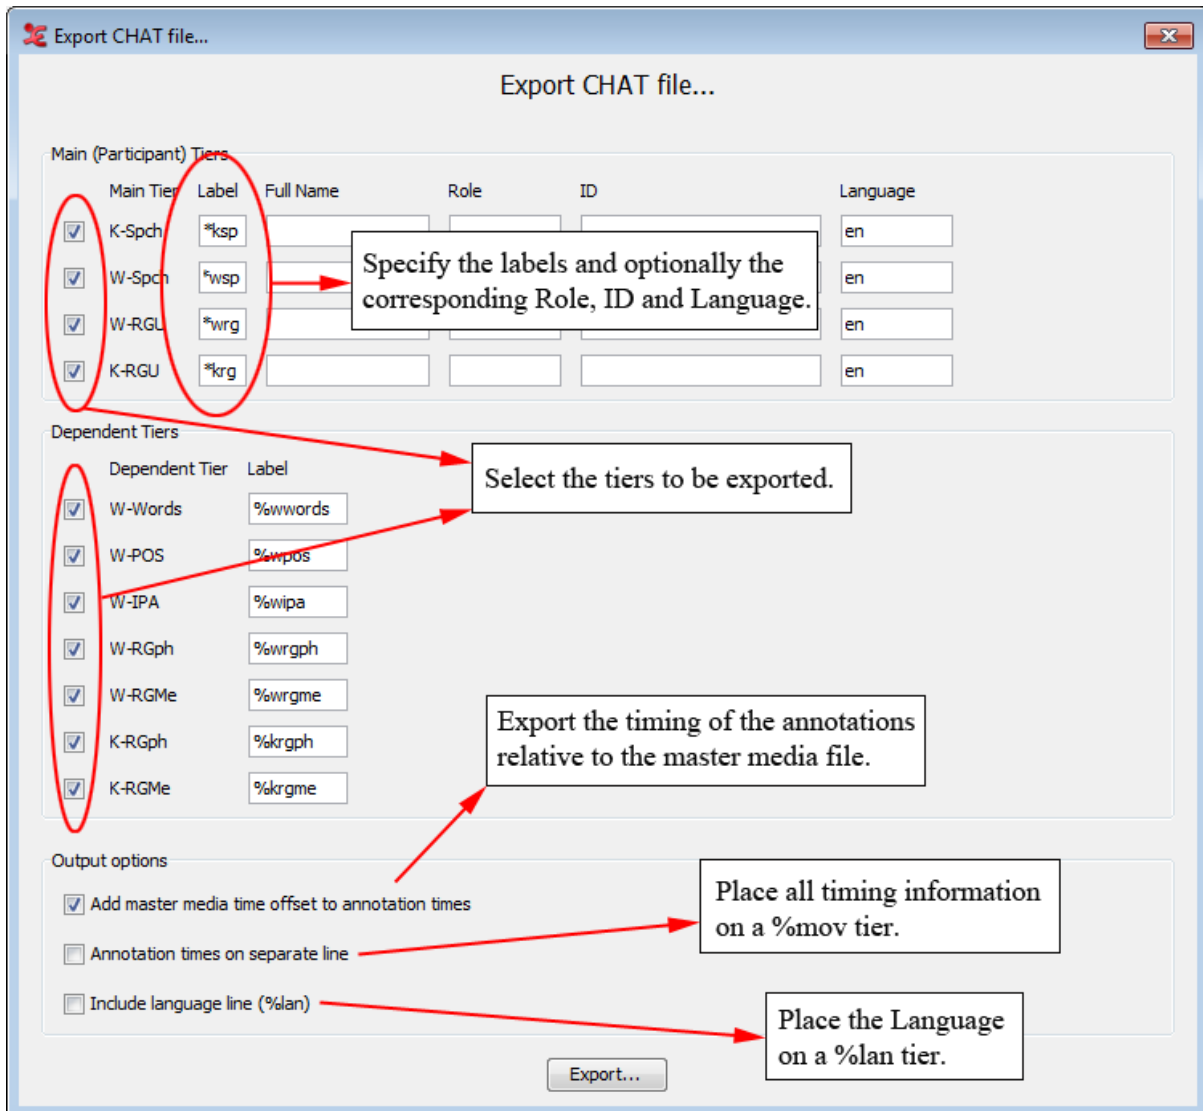 Export CHAT file...
Export CHAT file...
Main (Participant) Tiers
Main Tier Label Full Name Role ID Language
K-Spch *ksp en
W-Spch *wsp en
Specify the labels and optionally the
corresponding Role, ID and Language.
W-RGU *wrg en
K-RGU *krg en
Dependent Tiers
Dependent Tier Label
Select the tiers to be exported.
W-Words %wwords
W-POS %wpos
W-IPA %wipa
W-RGph %wrgph
W-RGMe %wrgme
K-RGph %krgph
K-RGMe %krgme
Export the timing of the annotations
relative to the master media file.
Output options
Add master media time offset to annotation times
Place all timing information
on a %mov tier.
Annotation times on separate line
Include language line (%lan)
Place the Language
on a %lan tier.
Export...